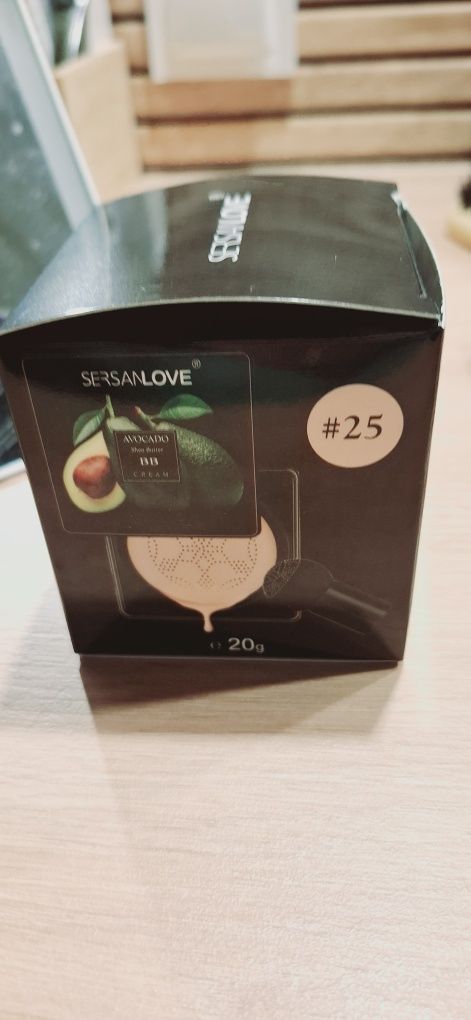 SERSANLOVE®
SERSANLOVE®
#25
AVOCADO
Shea Butter
BB
CREAM
℮ 20g